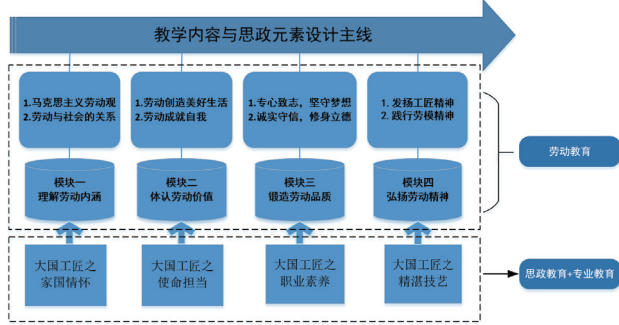 教学内容与思政元素设计主线
1.马克思主义劳动观
2.劳动与社会的关系
1.劳动创造美好生活
2.劳动成就自我
1.专心致志，坚守梦想
2.诚实守信，修身立德
1. 发扬工匠精神
2. 践行劳模精神
劳动教育
模块一
理解劳动内涵
模块二
体认劳动价值
模块三
锻造劳动品质
模块四
弘扬劳动精神
大国工匠之
家国情怀
大国工匠之
使命担当
大国工匠之
职业素养
大国工匠之
精湛技艺
思政教育+专业教育